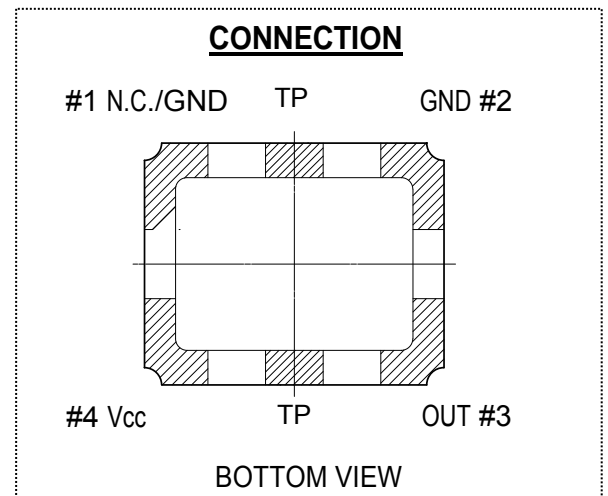 CONNECTION
#1 N.C./GND TP GND #2
#4 Vcc TP OUT #3
BOTTOM VIEW